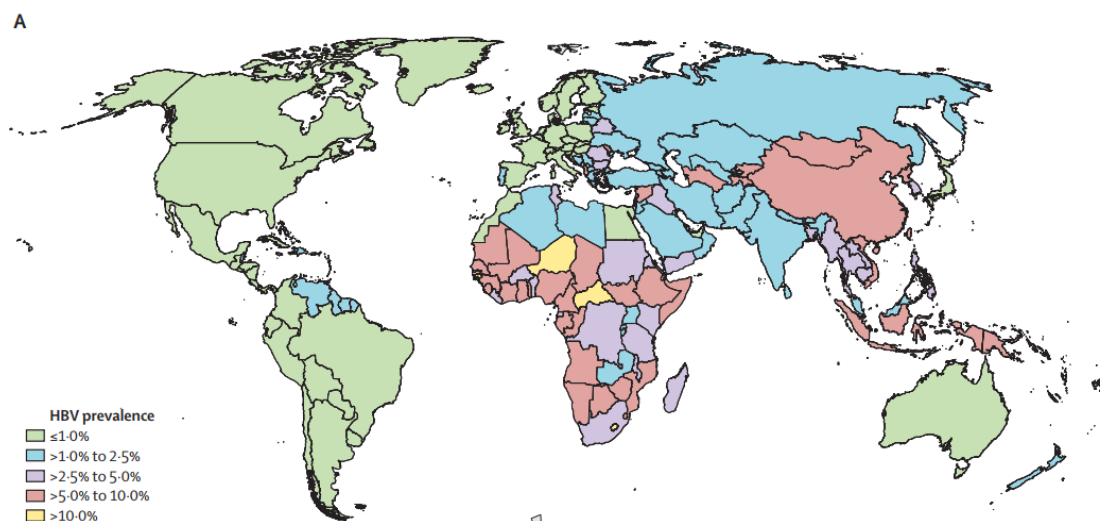 A
HBV prevalence
≤1·0%
>1·0% to 2·5%
>2·5% to 5·0%
>5·0% to 10·0%
>10·0%